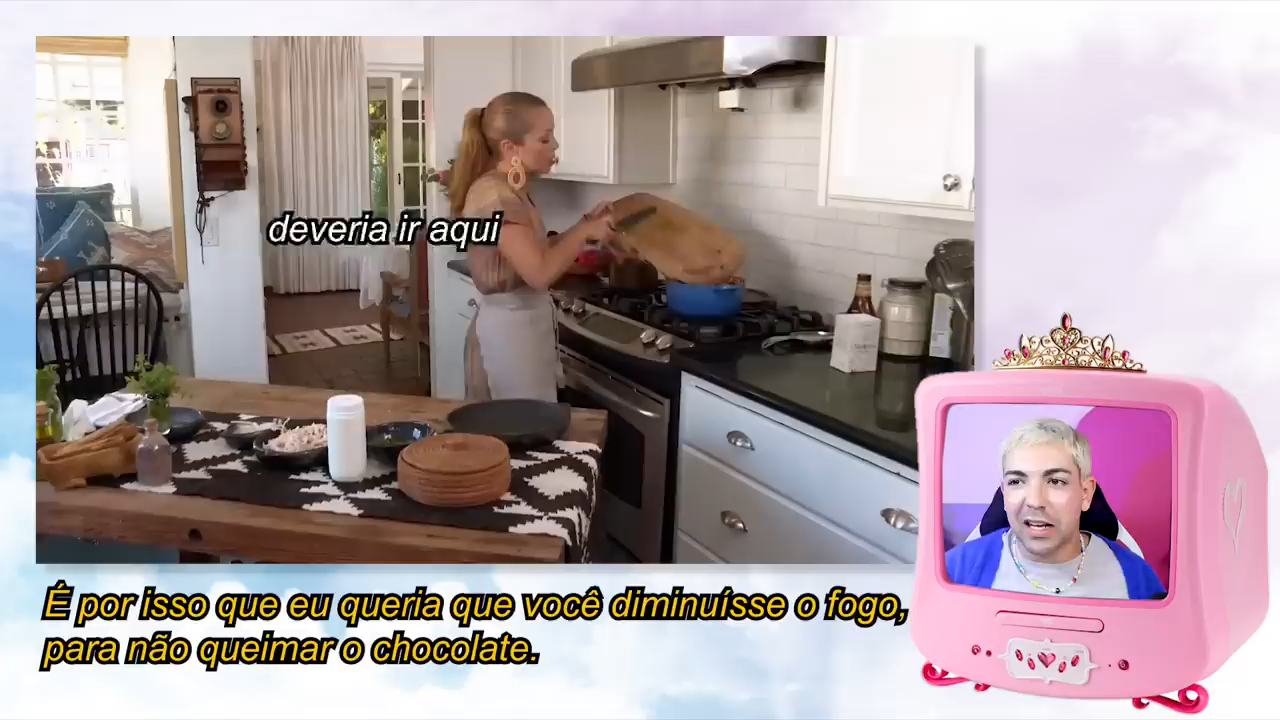 deveria ir aqui
É por isso que eu queria que você diminuísse o fogo,
para não queimar o chocolate.